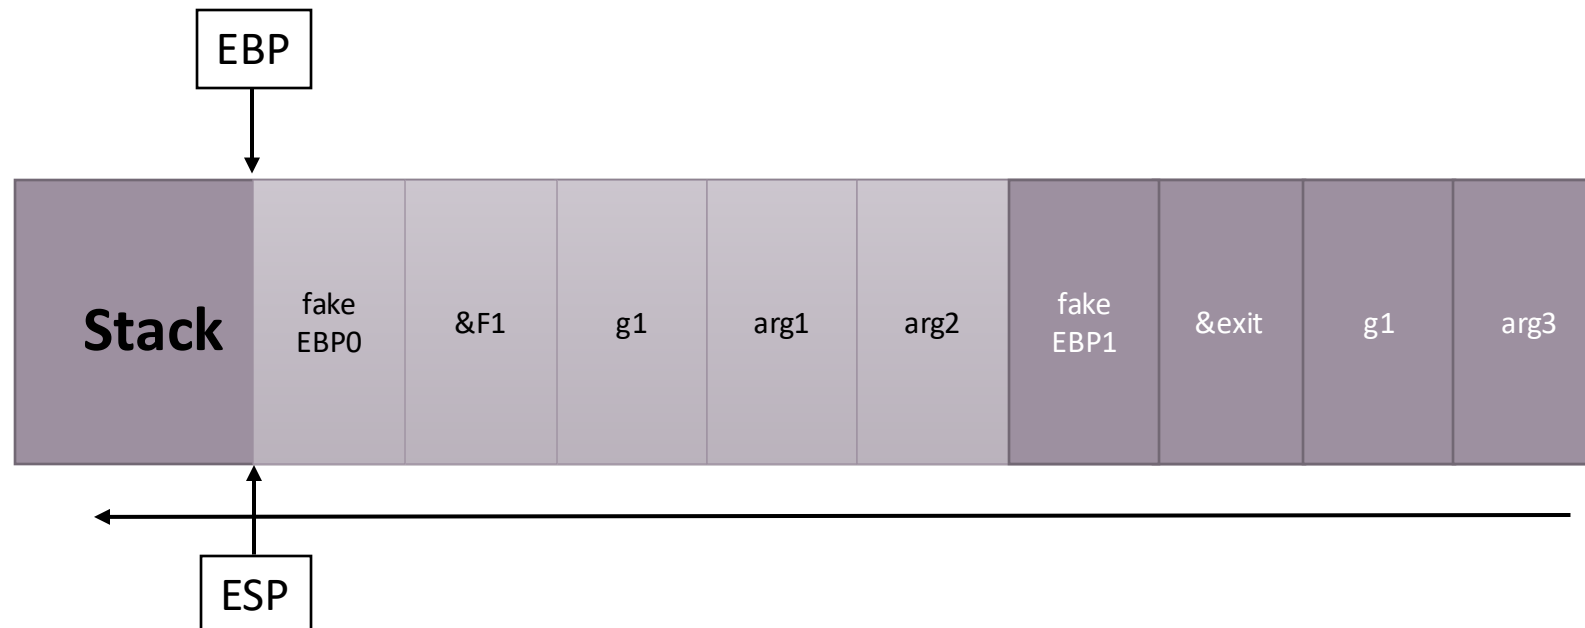 EBP
Stack
fake
EBP0
&F1
g1
arg1
arg2
fake
EBP1
&exit
g1
arg3
ESP